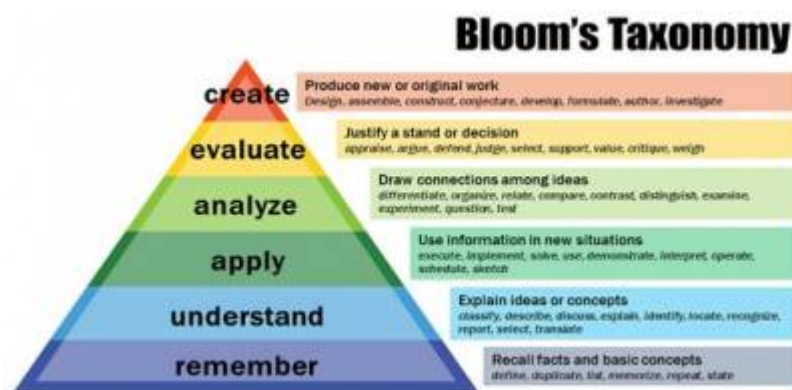 Bloom's Taxonomy
create
Produce new or original work
Design, assemble, construct, conjecture, develop, formulate, author, investigate
evaluate
Justify a stand or decision
appraise, argue, defend, judge, select, support, value, critique, weigh
analyze
Draw connections among ideas
differentiate, organize, relate, compare, contrast, distinguish, examine,
experiment, question, test
apply
Use information in new situations
execute, implement, solve, use, demonstrate, interpret, operate,
schedule, sketch
understand
Explain ideas or concepts
classify, describe, discuss, explain, identify, locate, recognize,
report, select, translate
remember
Recall facts and basic concepts
define, duplicate, list, memorize, repeat, state